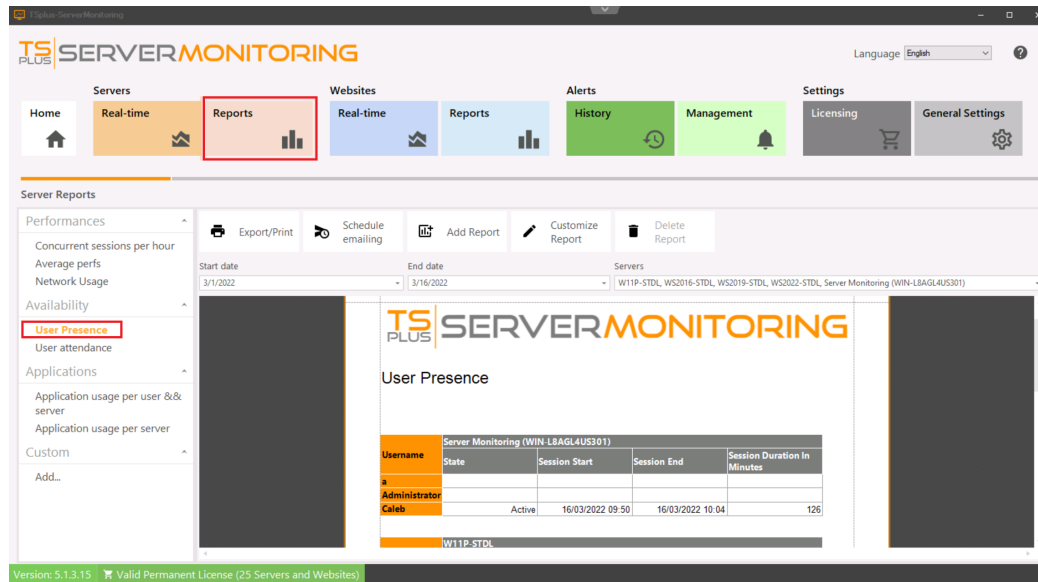 TSplus-ServerMonitoring
TS PLUS SERVERMONITORING
Language English
Servers
Websites
Alerts
Settings
Home
Real-time
Reports
Real-time
Reports
History
Management
Licensing
General Settings
Server Reports
Performances
Concurrent sessions per hour
Average perfs
Network Usage
Availability
User Presence
User attendance
Applications
Application usage per user &&
server
Application usage per server
Custom
Add...
Export/Print
Schedule
emailing
Add Report
Customize
Report
Delete
Report
Start date
End date
Servers
3/1/2022
3/16/2022
W11P-STDL, WS2016-STDL, WS2019-STDL, WS2022-STDL, Server Monitoring (WIN-L8AGL4US301)
TS PLUS SERVERMONITORING
User Presence
Server Monitoring (WIN-L8AGL4US301)
Username
State
Session Start
Session End
Session Duration In
Minutes
a
Administrator
Caleb Active 16/03/2022 09:50 16/03/2022 10:04 126
W11P-STDL
Version: 5.1.3.15 Valid Permanent License (25 Servers and Websites)